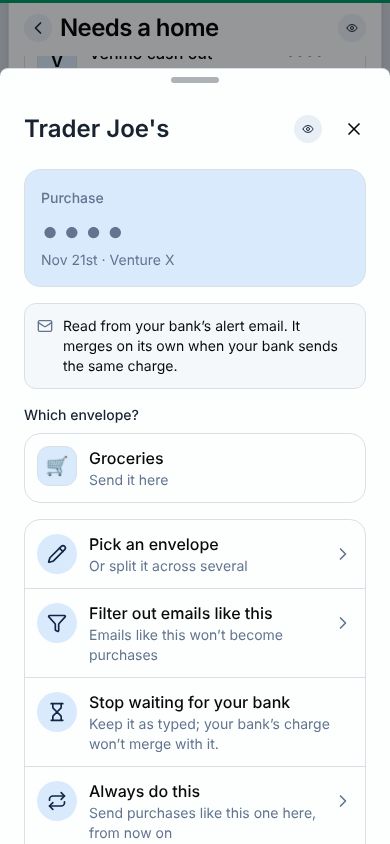 Needs a home
Trader Joe's
Purchase
Nov 21st · Venture X
Read from your bank’s alert email. It
merges on its own when your bank sends
the same charge.
Which envelope?
Groceries
Send it here
Pick an envelope
Or split it across several
Filter out emails like this
Emails like this won’t become
purchases
Stop waiting for your bank
Keep it as typed; your bank’s charge
won’t merge with it.
Always do this
Send purchases like this one here,
from now on